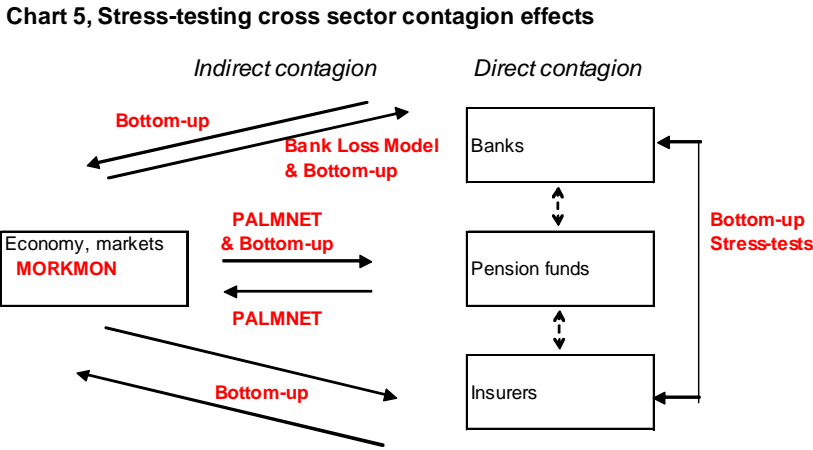 Chart 5, Stress-testing cross sector contagion effects
Indirect contagion
Direct contagion
Bottom-up
Bank Loss Model
& Bottom-up
Banks
PALMNET
& Bottom-up
Bottom-up
Stress-tests
Economy, markets
MORKMON
Pension funds
PALMNET
Bottom-up
Insurers